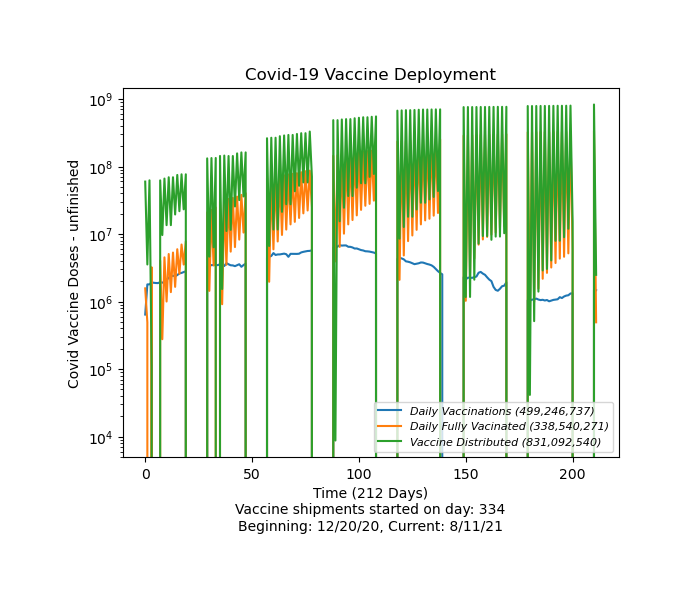 Covid-19 Vaccine Deployment
Covid Vaccine Doses - unfinished
10⁹
10⁸
10⁷
10⁶
10⁵
10⁴
0
50
100
150
200
Daily Vaccinations (499,246,737)
Daily Fully Vacinated (338,540,271)
Vaccine Distributed (831,092,540)
Time (212 Days)
Vaccine shipments started on day: 334
Beginning: 12/20/20, Current: 8/11/21